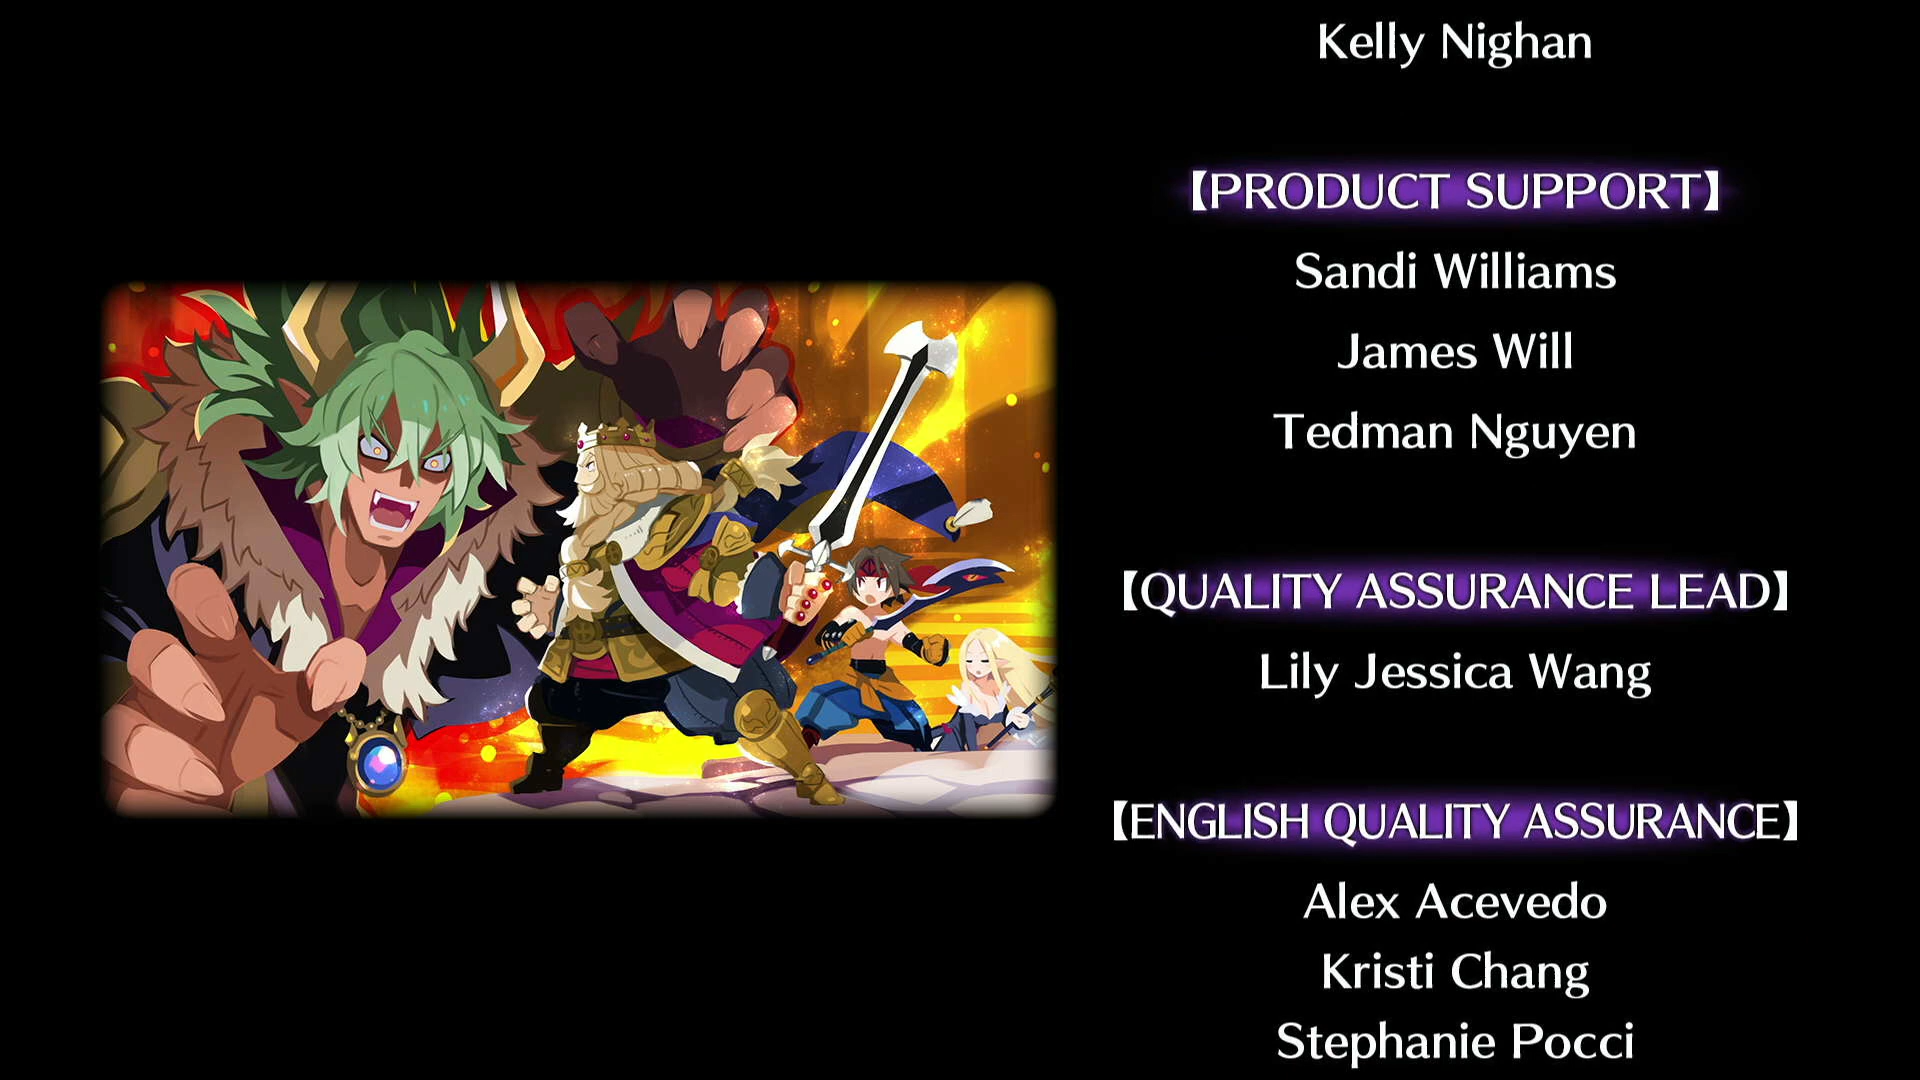 Kelly Nighan
【PRODUCT SUPPORT】
Sandi Williams
James Will
Tedman Nguyen
【QUALITY ASSURANCE LEAD】
Lily Jessica Wang
【ENGLISH QUALITY ASSURANCE】
Alex Acevedo
Kristi Chang
Stephanie Pocci